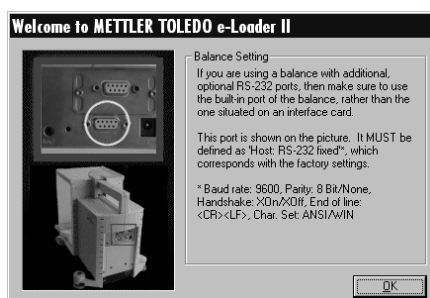 Welcome to METTLER TOLEDO e-Loader II
Balance Setting
If you are using a balance with additional,
optional RS-232 ports, then make sure to use
the built-in port of the balance, rather than the
one situated on an interface card.
This port is shown on the picture. It MUST be
defined as 'Host: RS-232 fixed'*, which
corresponds with the factory settings.
* Baud rate: 9600, Parity: 8 Bit/None,
Handshake: XOn/XOff, End of line:
<CR><LF>, Char. Set: ANSI/WIN
OK